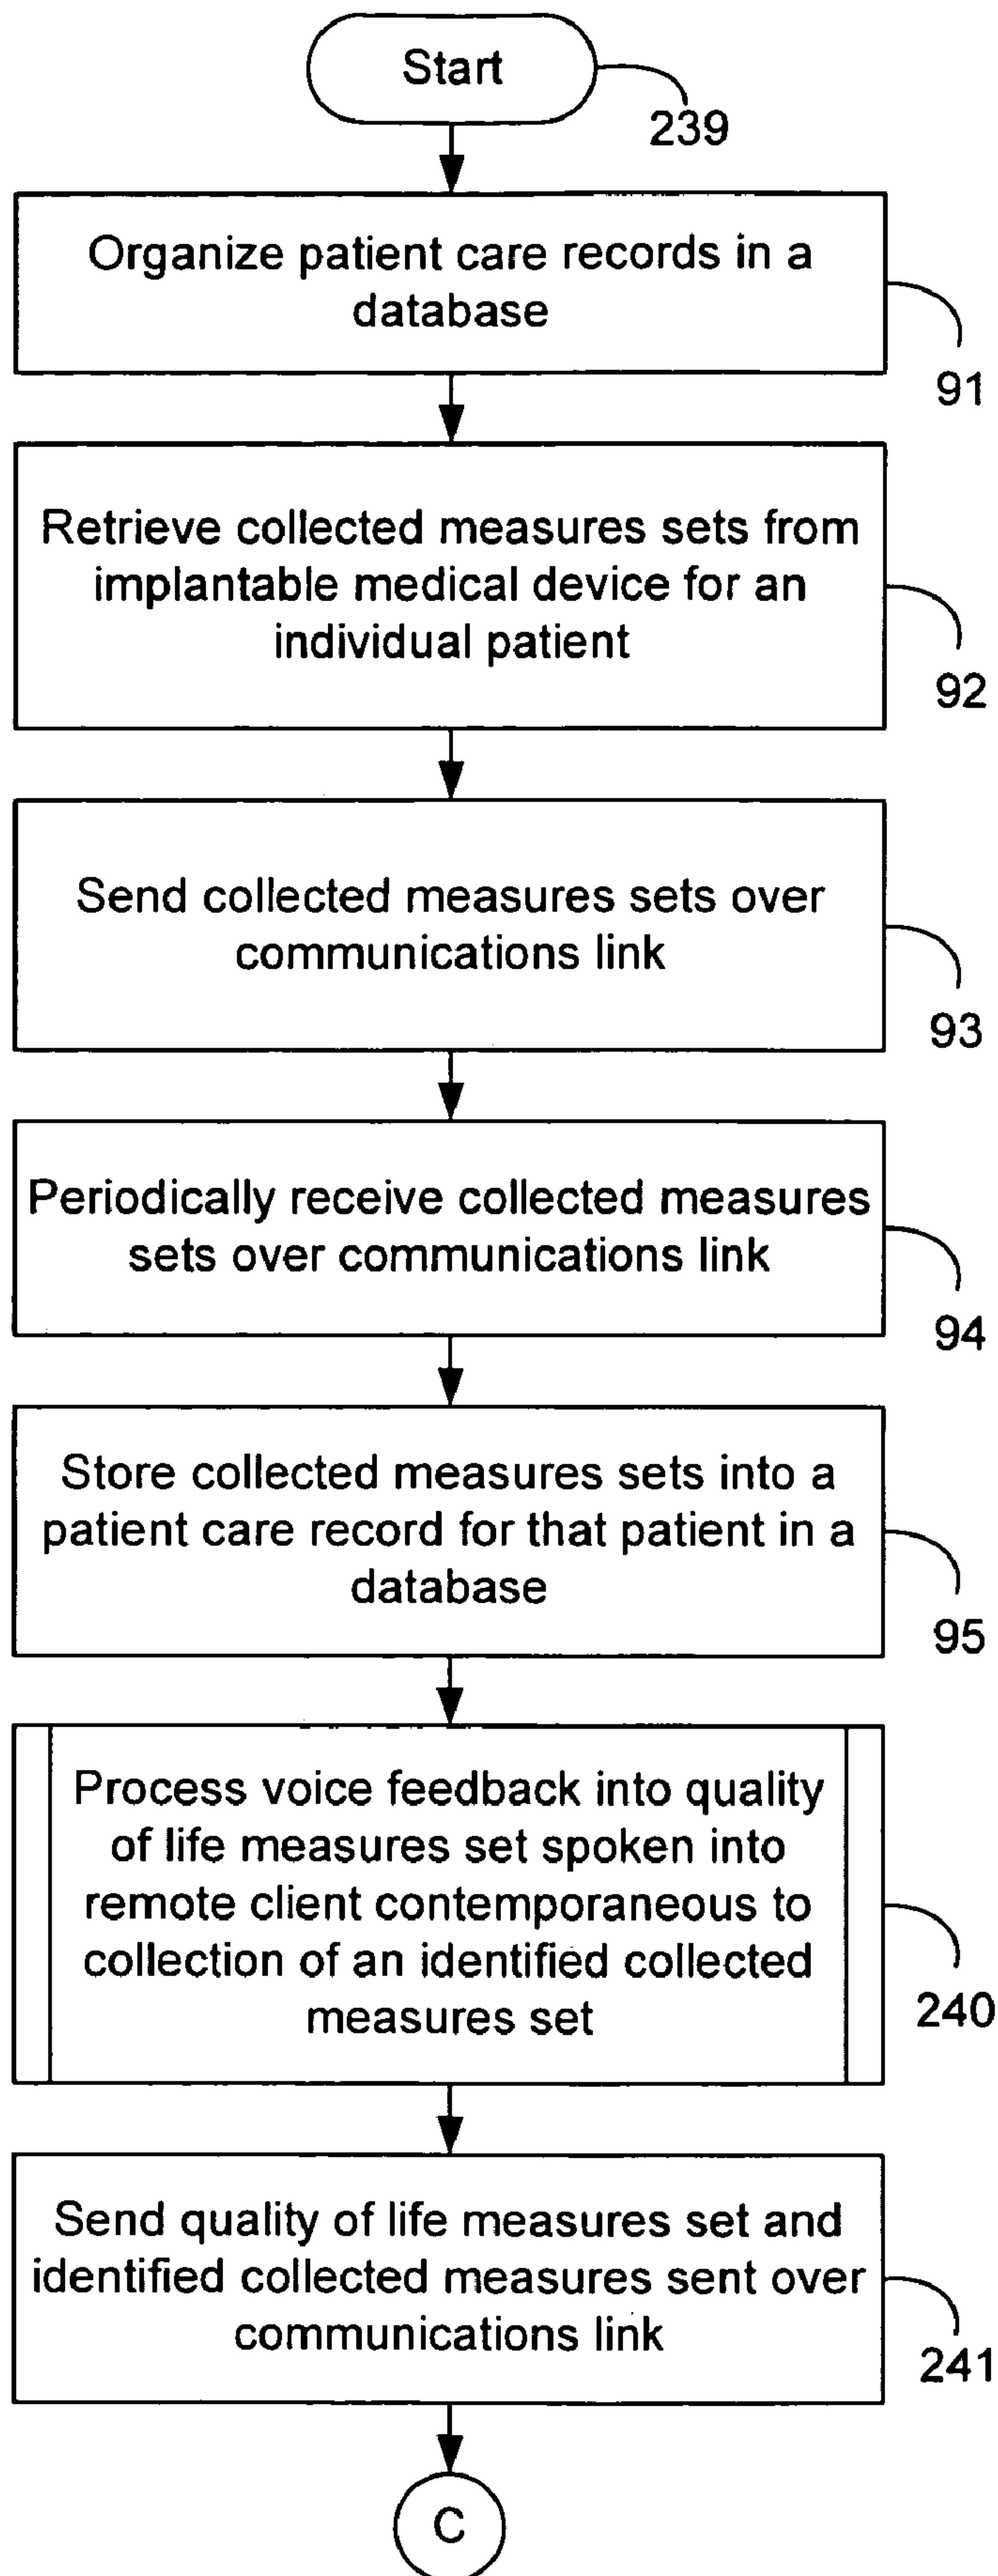 Start
239
Organize patient care records in a
database
91
Retrieve collected measures sets from
implantable medical device for an
individual patient
92
Send collected measures sets over
communications link
93
Periodically receive collected measures
sets over communications link
94
Store collected measures sets into a
patient care record for that patient in a
database
95
Process voice feedback into quality
of life measures set spoken into
remote client contemporaneous to
collection of an identified collected
measures set
240
Send quality of life measures set and
identified collected measures sent over
communications link
241
C